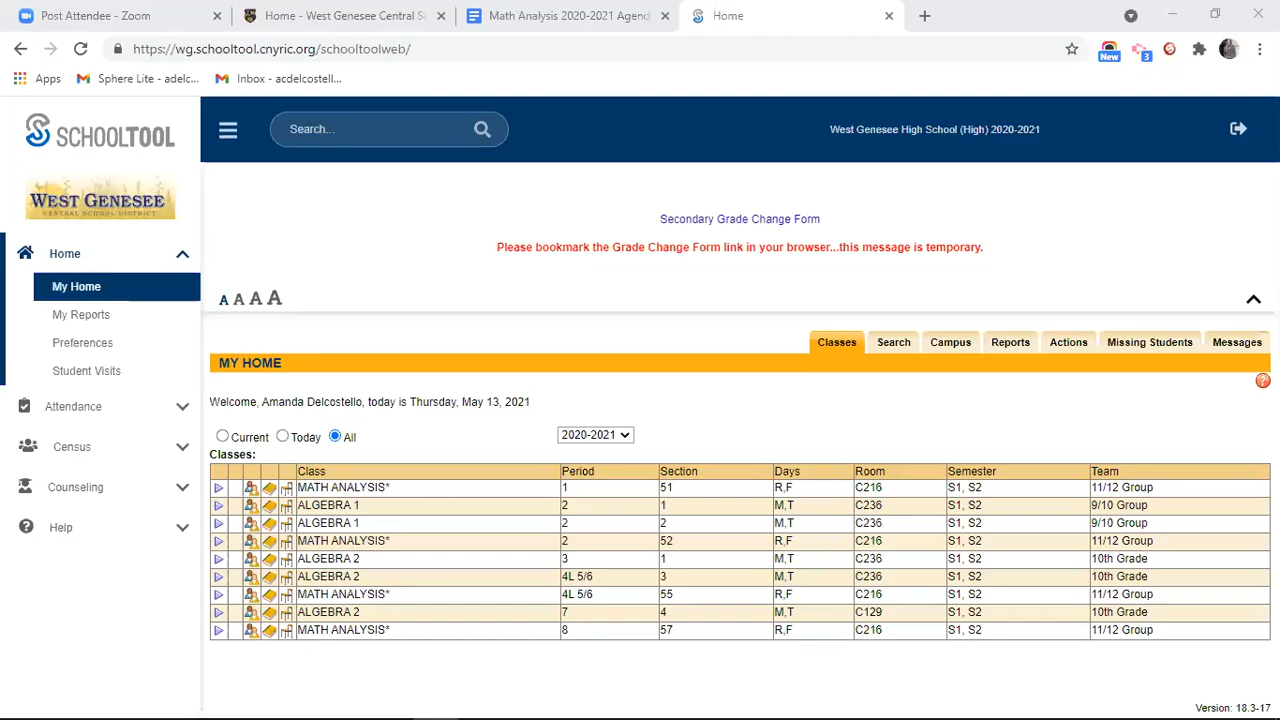 Post Attendee - Zoom
Home - West Genesee Central Sc
Math Analysis 2020-2021 Agend
Home
https://wg.schooltool.cnyric.org/schooltoolweb/
New
3
Apps
Sphere Lite - adelc...
Inbox - acdelcostell...
SCHOOLTOOL
Search...
West Genesee High School (High) 2020-2021
WEST GENESEE
CENTRAL SCHOOL DISTRICT
Secondary Grade Change Form
Please bookmark the Grade Change Form link in your browser...this message is temporary.
Home
My Home
My Reports
Preferences
Student Visits
Attendance
Census
Counseling
Help
A A A A
Classes Search Campus Reports Actions Missing Students Messages
MY HOME
Welcome, Amanda Delcostello, today is Thursday, May 13, 2021
Current Today All 2020-2021
Classes:
Class Period Section Days Room Semester Team
MATH ANALYSIS* 1 51 R,F C216 S1, S2 11/12 Group
ALGEBRA 1 2 1 M,T C236 S1, S2 9/10 Group
ALGEBRA 1 2 2 M,T C236 S1, S2 9/10 Group
MATH ANALYSIS* 2 52 R,F C216 S1, S2 11/12 Group
ALGEBRA 2 3 1 M,T C236 S1, S2 10th Grade
ALGEBRA 2 4L 5/6 3 M,T C236 S1, S2 10th Grade
MATH ANALYSIS* 4L 5/6 55 R,F C216 S1, S2 11/12 Group
ALGEBRA 2 7 4 M,T C129 S1, S2 10th Grade
MATH ANALYSIS* 8 57 R,F C216 S1, S2 11/12 Group
Version: 18.3-17